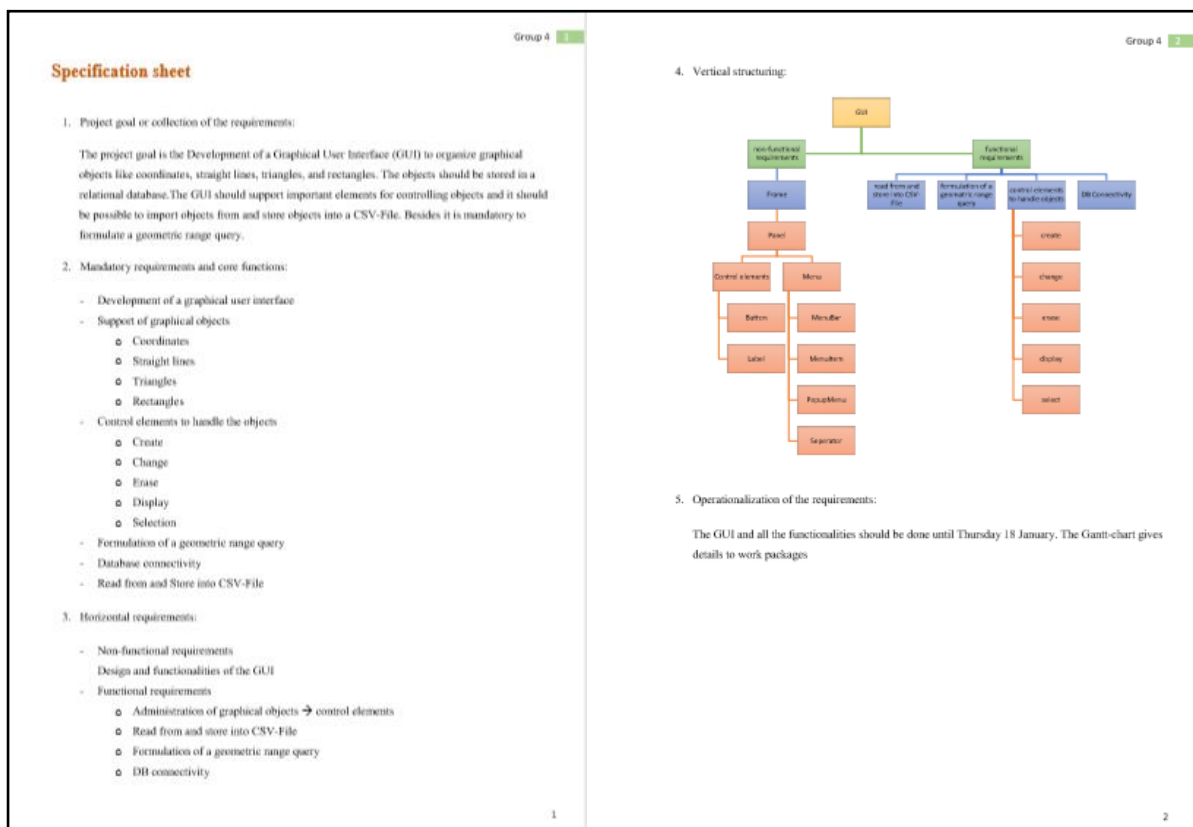 Group 4 1
Specification sheet
1. Project goal or collection of the requirements:
The project goal is the Development of a Graphical User Interface (GUI) to organize graphical
objects like coordinates, straight lines, triangles, and rectangles. The objects should be stored in a
relational database.The GUI should support important elements for controlling objects and it should
be possible to import objects from and store objects into a CSV-File. Besides it is mandatory to
formulate a geometric range query.
2. Mandatory requirements and core functions:
- Development of a graphical user interface
- Support of graphical objects
o Coordinates
o Straight lines
o Triangles
o Rectangles
- Control elements to handle the objects
o Create
o Change
o Erase
o Display
o Selection
- Formulation of a geometric range query
- Database connectivity
- Read from and Store into CSV-File
3. Horizontal requirements:
- Non-functional requirements
Design and functionalities of the GUI
- Functional requirements
o Administration of graphical objects → control elements
o Read from and store into CSV-File
o Formulation of a geometric range query
o DB connectivity
1
Group 4 2
4. Vertical structuring:
GUI
non-functional
requirements
functional
requirements
Frame
read from and
store into CSV-
File
formulation of a
geometric range
query
control elements
to handle objects
DB Connectivity
Panel
create
Control elements
Menu
change
Button
MenuBar
erase
Label
MenuItem
display
PopupMenu
select
Seperator
5. Operationalization of the requirements:
The GUI and all the functionalities should be done until Thursday 18 January. The Gantt-chart gives
details to work packages
2